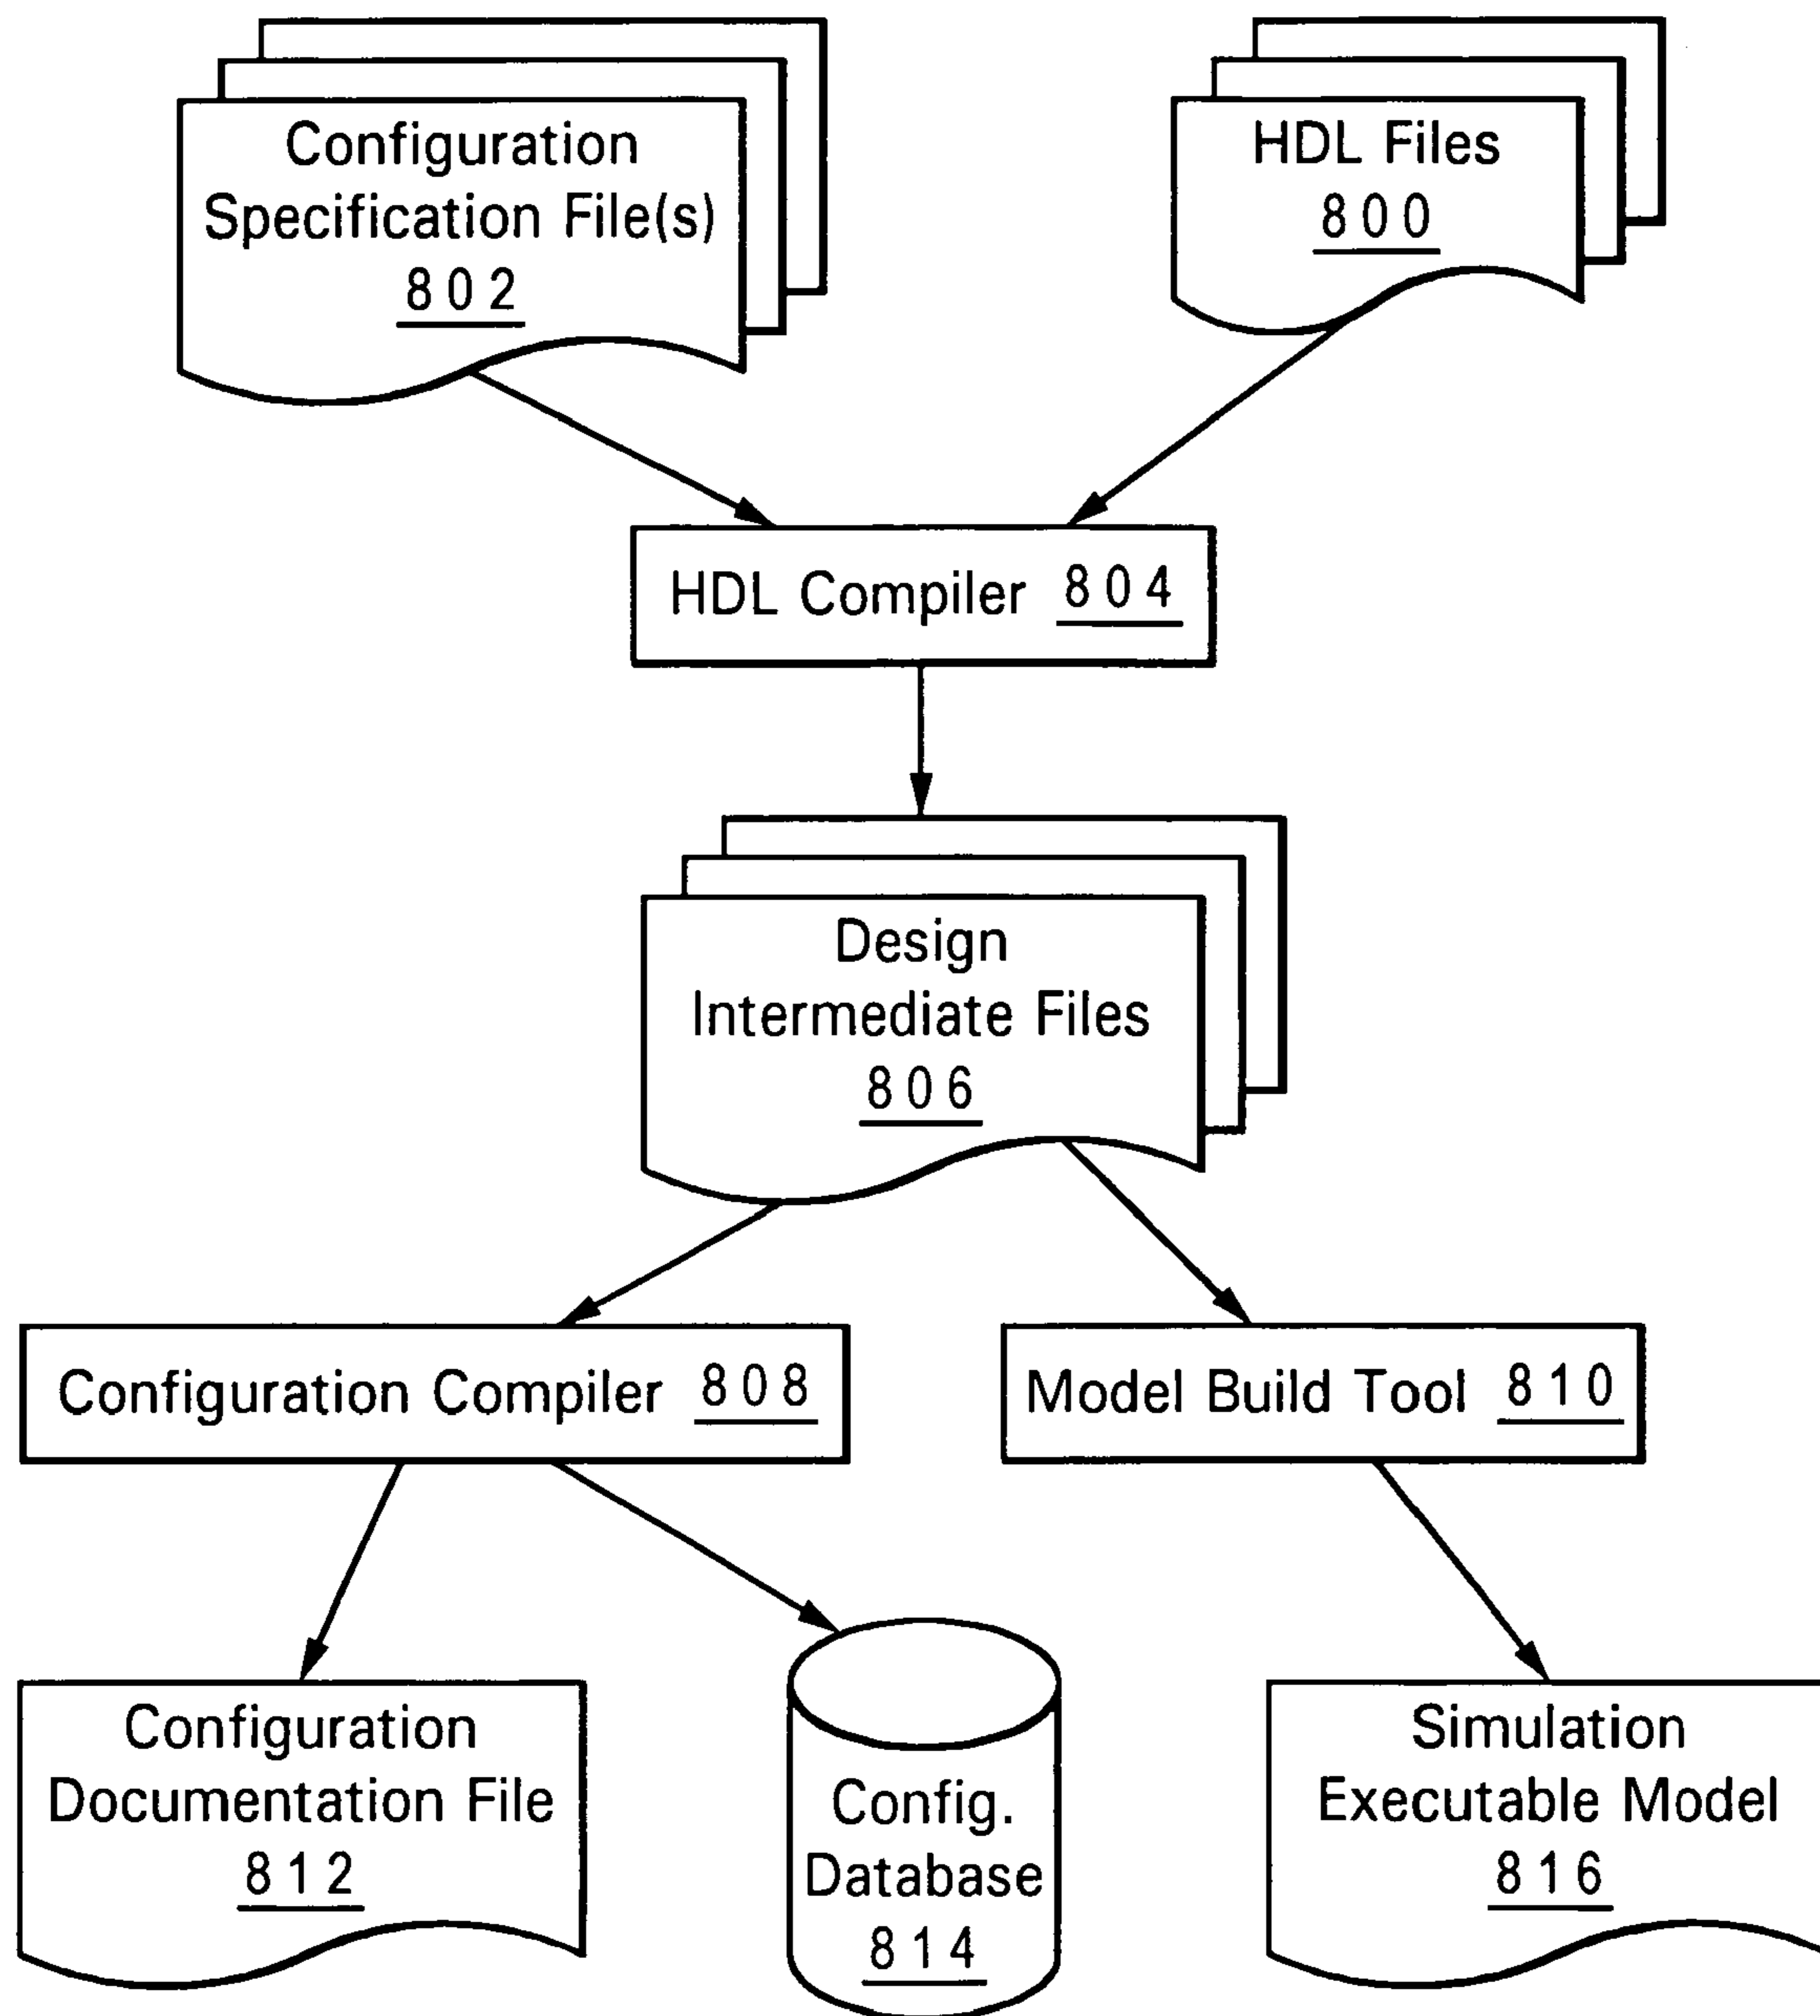 Configuration
Specification File(s)
802
HDL Files
800
HDL Compiler 804
Design
Intermediate Files
806
Configuration Compiler 808
Model Build Tool 810
Configuration
Documentation File
812
Config.
Database
814
Simulation
Executable Model
816